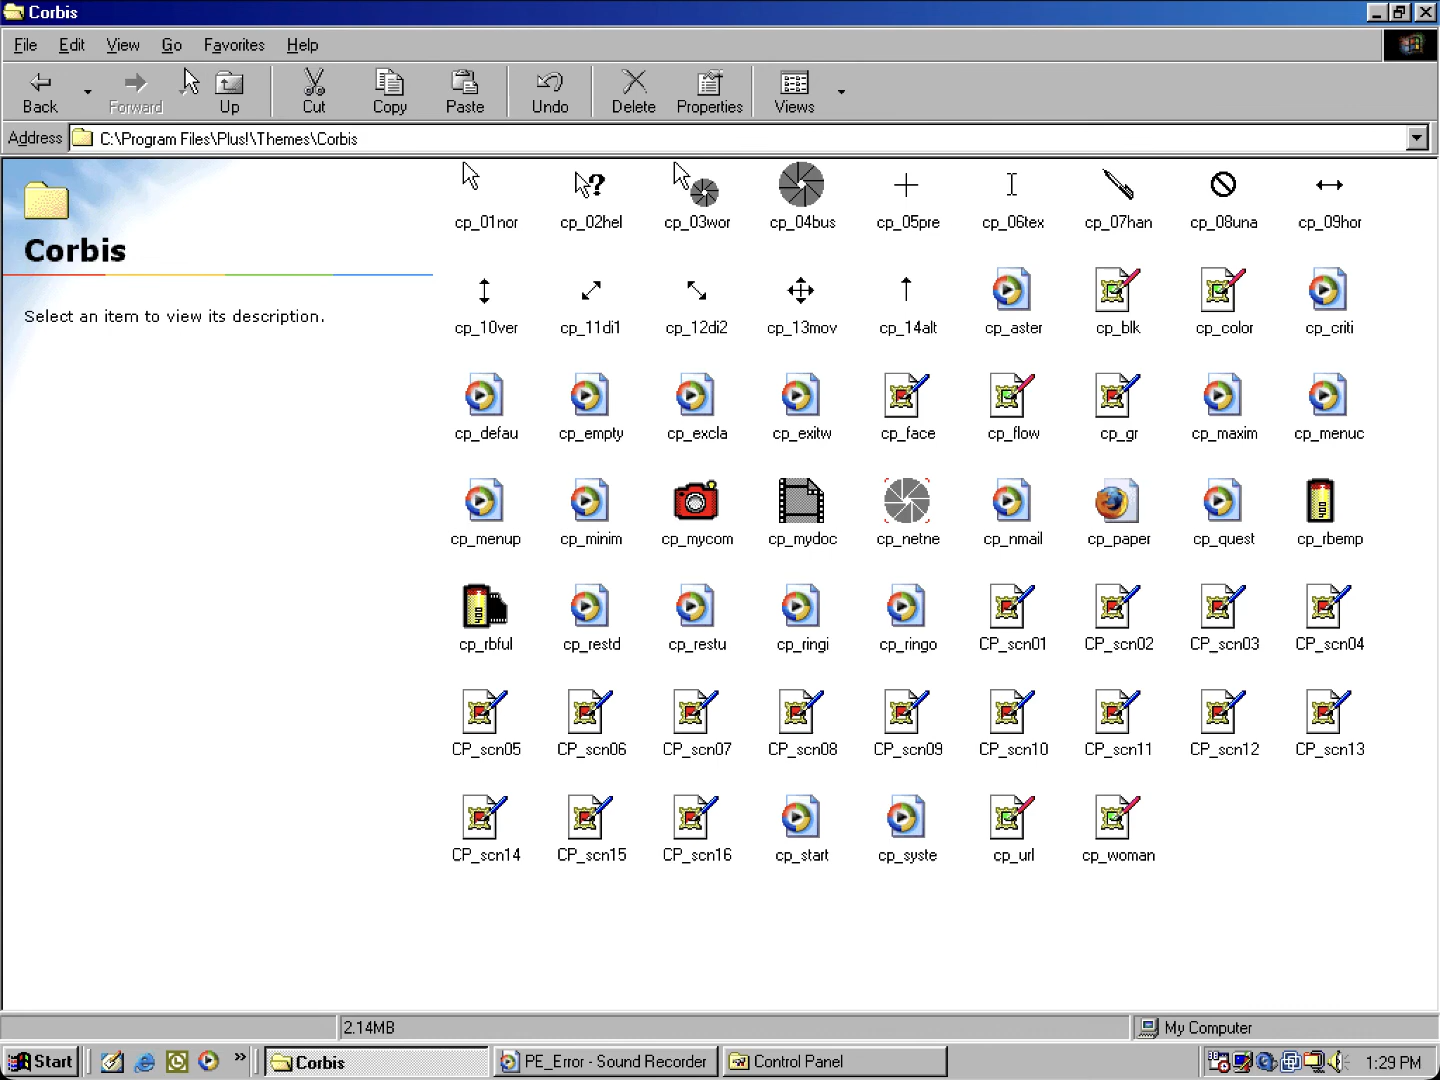 Corbis
File Edit View Go Favorites Help
Back Forward Up Cut Copy Paste Undo Delete Properties Views
Address C:\Program Files\Plus!\Themes\Corbis
Corbis
Select an item to view its description.
cp_01nor cp_02hel cp_03wor cp_04bus cp_05pre cp_06tex cp_07han cp_08una cp_09hor
cp_10ver cp_11di1 cp_12di2 cp_13mov cp_14alt cp_aster cp_blk cp_color cp_criti
cp_defau cp_empty cp_excla cp_exitw cp_face cp_flow cp_gr cp_maxim cp_menuc
cp_menup cp_minim cp_mycom cp_mydoc cp_netne cp_nmail cp_paper cp_quest cp_rbemp
cp_rbful cp_restd cp_restu cp_ringi cp_ringo CP_scn01 CP_scn02 CP_scn03 CP_scn04
CP_scn05 CP_scn06 CP_scn07 CP_scn08 CP_scn09 CP_scn10 CP_scn11 CP_scn12 CP_scn13
CP_scn14 CP_scn15 CP_scn16 cp_start cp_syste cp_url cp_woman
2.14MB My Computer
Start » Corbis PE_Error - Sound Recorder Control Panel 1:29 PM